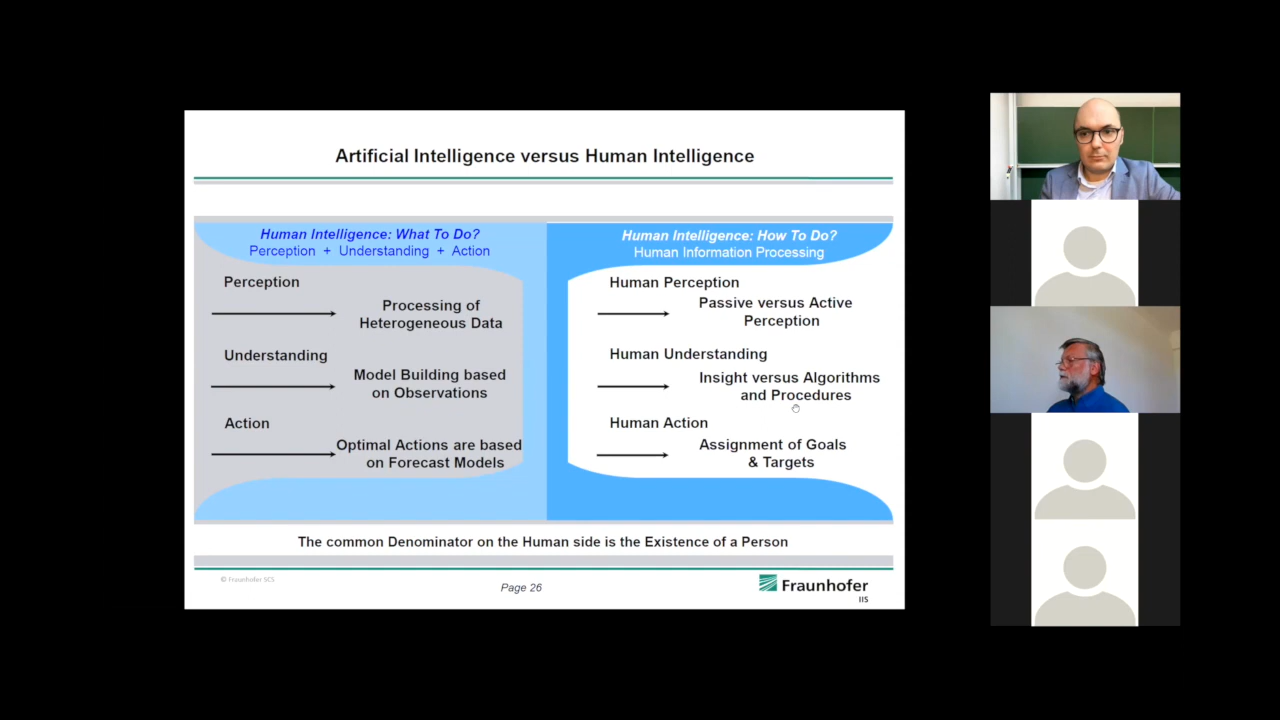 Artificial Intelligence versus Human Intelligence
Human Intelligence: What To Do?
Perception + Understanding + Action
Perception
Processing of
Heterogeneous Data
Understanding
Model Building based
on Observations
Action
Optimal Actions are based
on Forecast Models
Human Intelligence: How To Do?
Human Information Processing
Human Perception
Passive versus Active
Perception
Human Understanding
Insight versus Algorithms
and Procedures
Human Action
Assignment of Goals
& Targets
The common Denominator on the Human side is the Existence of a Person
© Fraunhofer SCS
Page 26
Fraunhofer
IIS